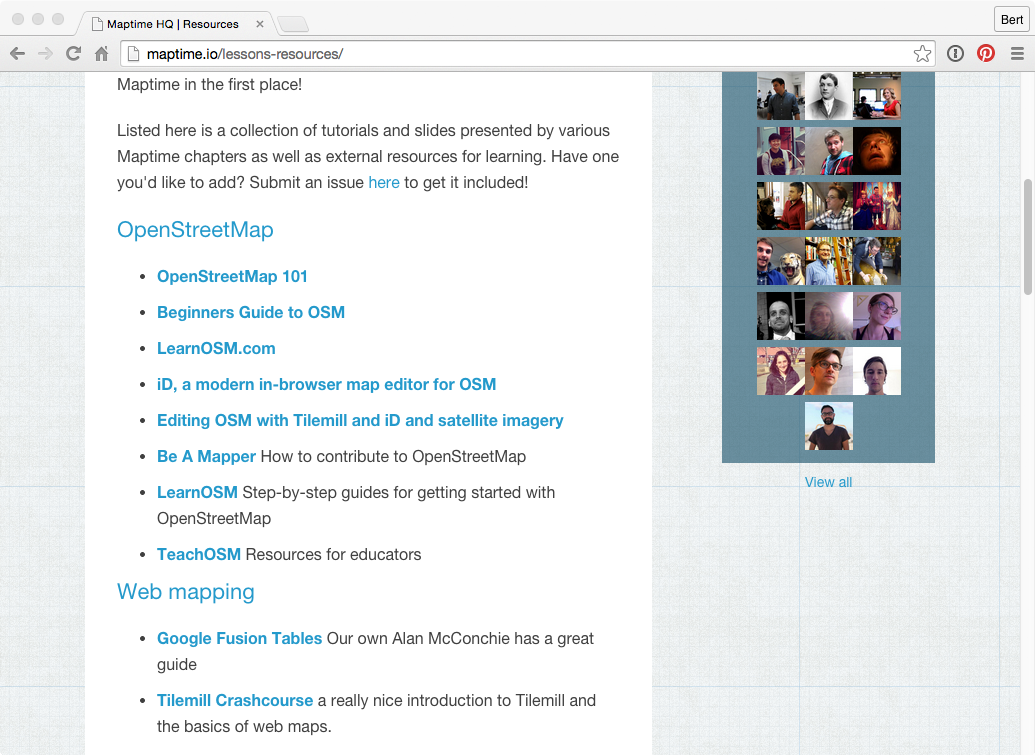 Maptime HQ | Resources
Bert
maptime.io/lessons-resources/
Maptime in the first place!
Listed here is a collection of tutorials and slides presented by various
Maptime chapters as well as external resources for learning. Have one
you'd like to add? Submit an issue here to get it included!
OpenStreetMap
OpenStreetMap 101
Beginners Guide to OSM
LearnOSM.com
iD, a modern in-browser map editor for OSM
Editing OSM with Tilemill and iD and satellite imagery
Be A Mapper How to contribute to OpenStreetMap
LearnOSM Step-by-step guides for getting started with
OpenStreetMap
TeachOSM Resources for educators
Web mapping
Google Fusion Tables Our own Alan McConchie has a great
guide
Tilemill Crashcourse a really nice introduction to Tilemill and
the basics of web maps.
View all